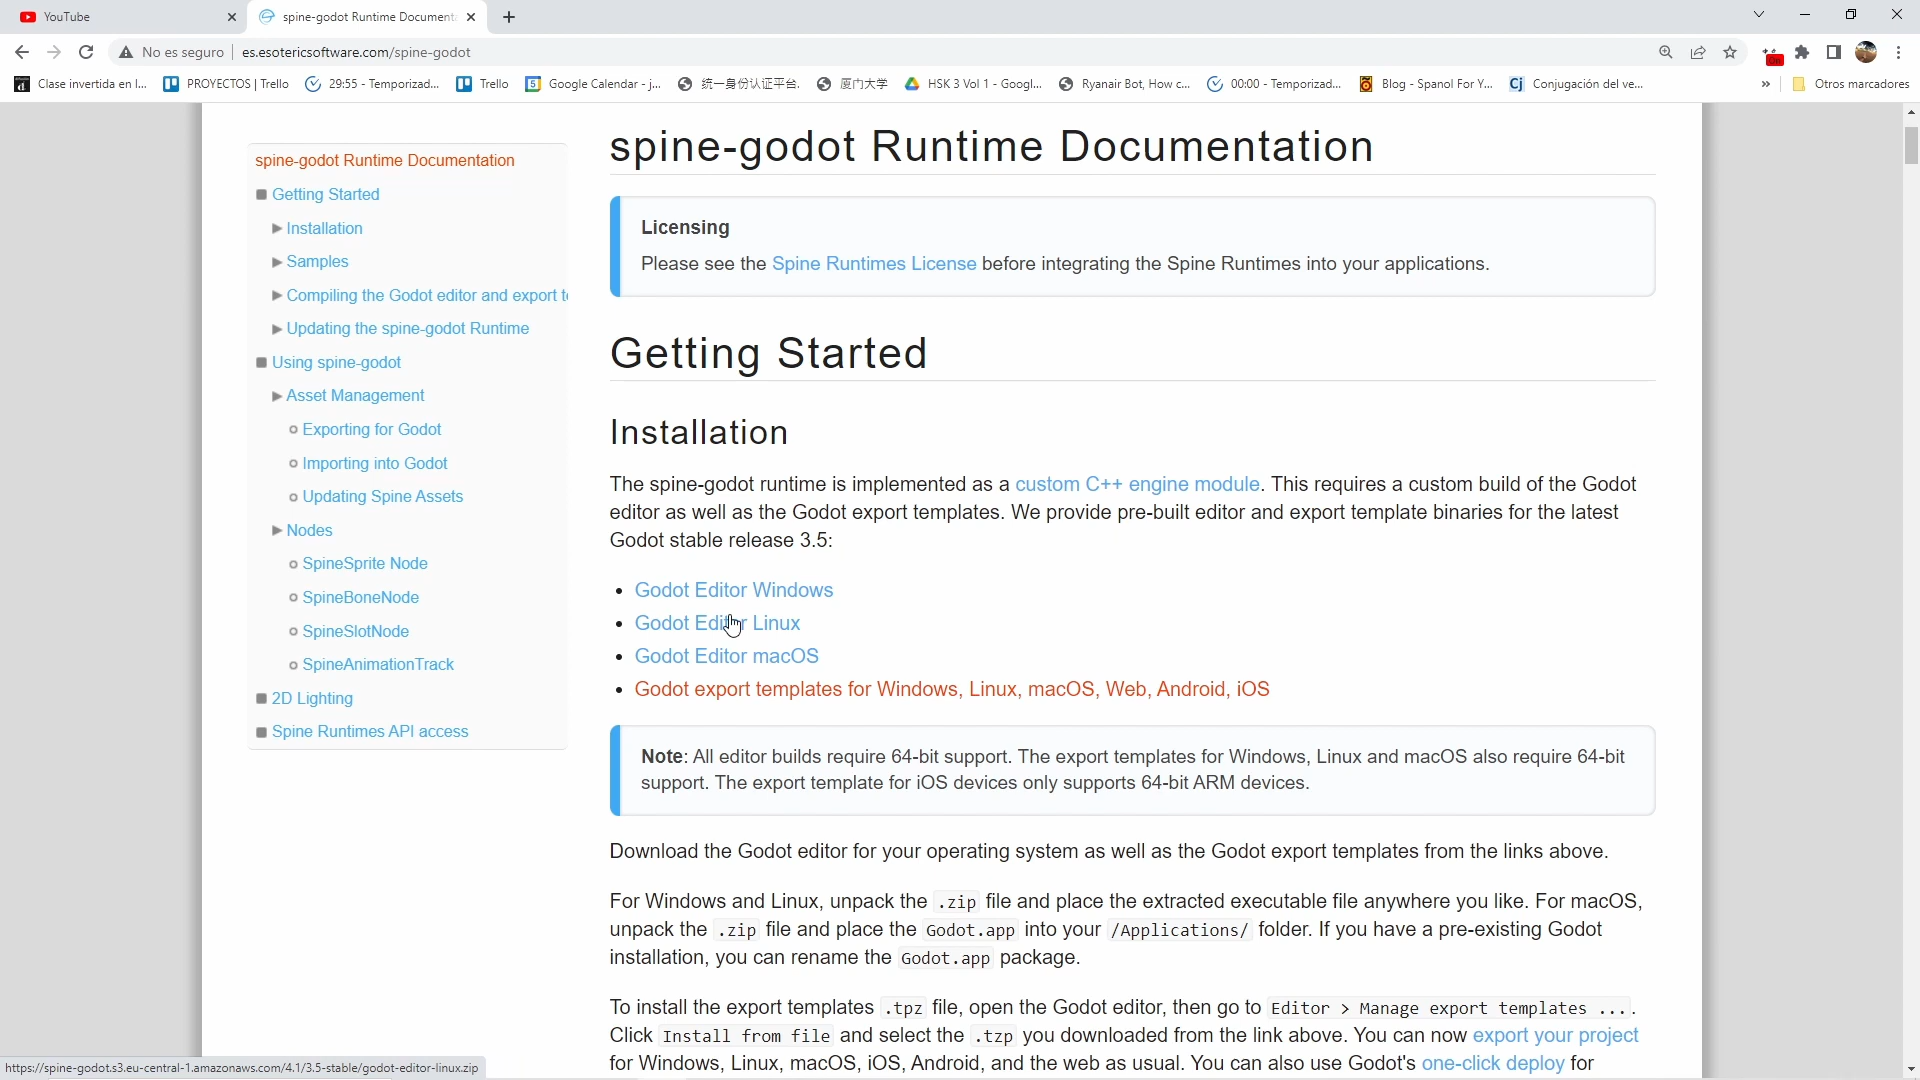 YouTube
spine-godot Runtime Document
No es seguro
es.esotericsoftware.com/spine-godot
Clase invertida en l...
PROYECTOS | Trello
29:55 - Temporizad...
Trello
Google Calendar - j...
统一身份认证平台.
厦门大学
HSK 3 Vol 1 - Googl...
Ryanair Bot, How c...
00:00 - Temporizad...
Blog - Spanol For Y...
Cj Conjugación del ve...
»
Otros marcadores
spine-godot Runtime Documentation
Getting Started
Installation
Samples
Compiling the Godot editor and export te
Updating the spine-godot Runtime
Using spine-godot
Asset Management
Exporting for Godot
Importing into Godot
Updating Spine Assets
Nodes
SpineSprite Node
SpineBoneNode
SpineSlotNode
SpineAnimationTrack
2D Lighting
Spine Runtimes API access
spine-godot Runtime Documentation
Licensing
Please see the Spine Runtimes License before integrating the Spine Runtimes into your applications.
Getting Started
Installation
The spine-godot runtime is implemented as a custom C++ engine module. This requires a custom build of the Godot
editor as well as the Godot export templates. We provide pre-built editor and export template binaries for the latest
Godot stable release 3.5:
• Godot Editor Windows
• Godot Editor Linux
• Godot Editor macOS
• Godot export templates for Windows, Linux, macOS, Web, Android, iOS
Note: All editor builds require 64-bit support. The export templates for Windows, Linux and macOS also require 64-bit
support. The export template for iOS devices only supports 64-bit ARM devices.
Download the Godot editor for your operating system as well as the Godot export templates from the links above.
For Windows and Linux, unpack the .zip file and place the extracted executable file anywhere you like. For macOS,
unpack the .zip file and place the Godot.app into your /Applications/ folder. If you have a pre-existing Godot
installation, you can rename the Godot.app package.
To install the export templates .tpz file, open the Godot editor, then go to Editor > Manage export templates ....
Click Install from file and select the .tzp you downloaded from the link above. You can now export your project
for Windows, Linux, macOS, iOS, Android, and the web as usual. You can also use Godot's one-click deploy for
https://spine-godot.s3.eu-central-1.amazonaws.com/4.1/3.5-stable/godot-editor-linux.zip